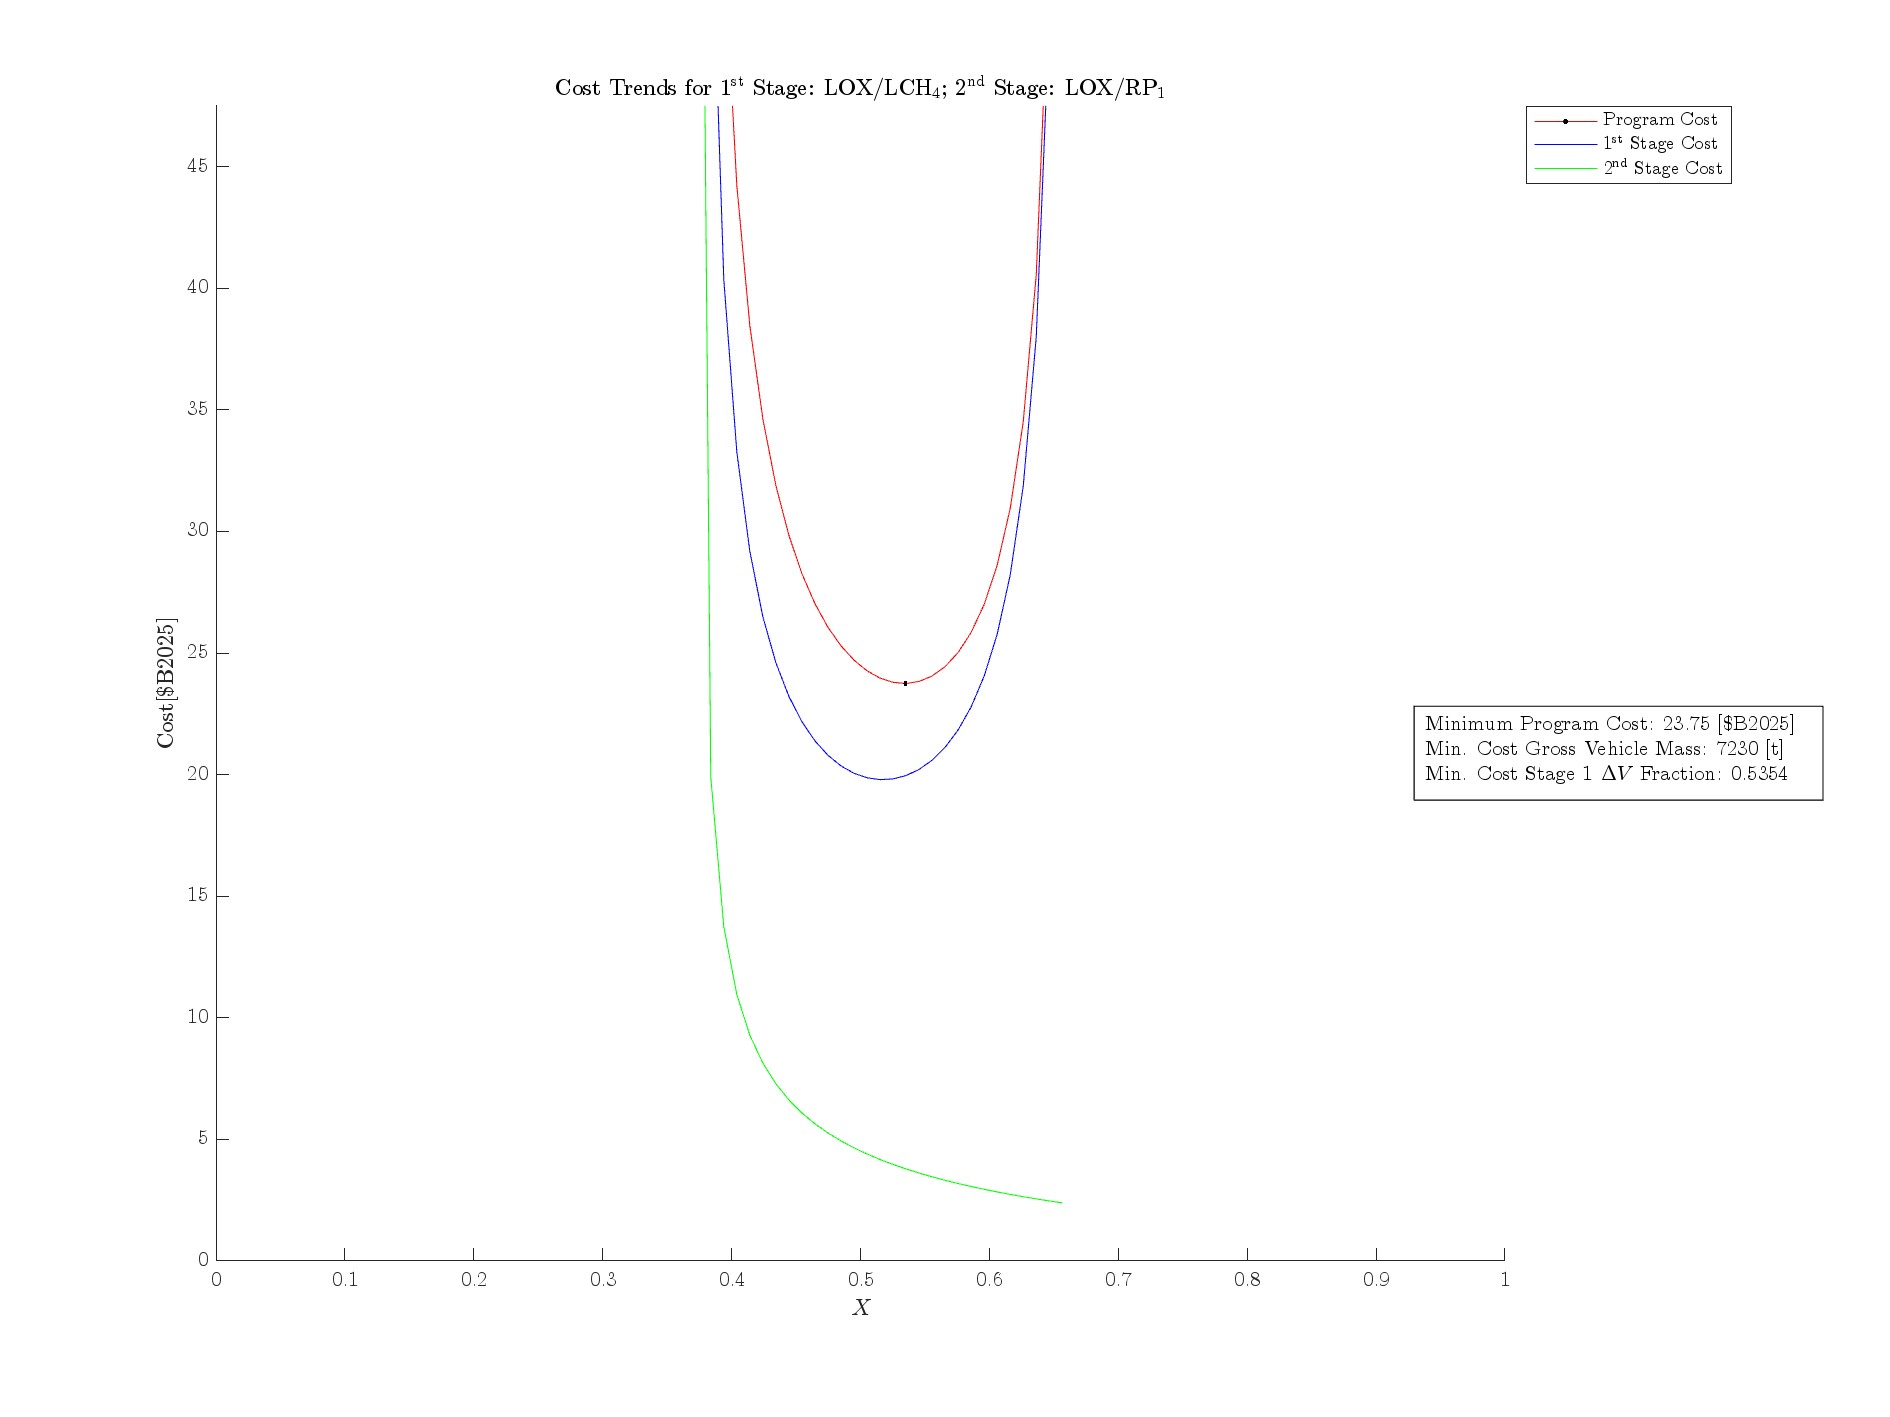 Cost Trends for 1st Stage: LOX/LCH4; 2nd Stage: LOX/RP1
Program Cost
1st Stage Cost
2nd Stage Cost
45
40
35
30
25
20
15
10
5
0
Cost[$B2025]
Minimum Program Cost: 23.75 [$B2025]
Min. Cost Gross Vehicle Mass: 7230 [t]
Min. Cost Stage 1 ΔV Fraction: 0.5354
0 0.1 0.2 0.3 0.4 0.5 0.6 0.7 0.8 0.9 1
X